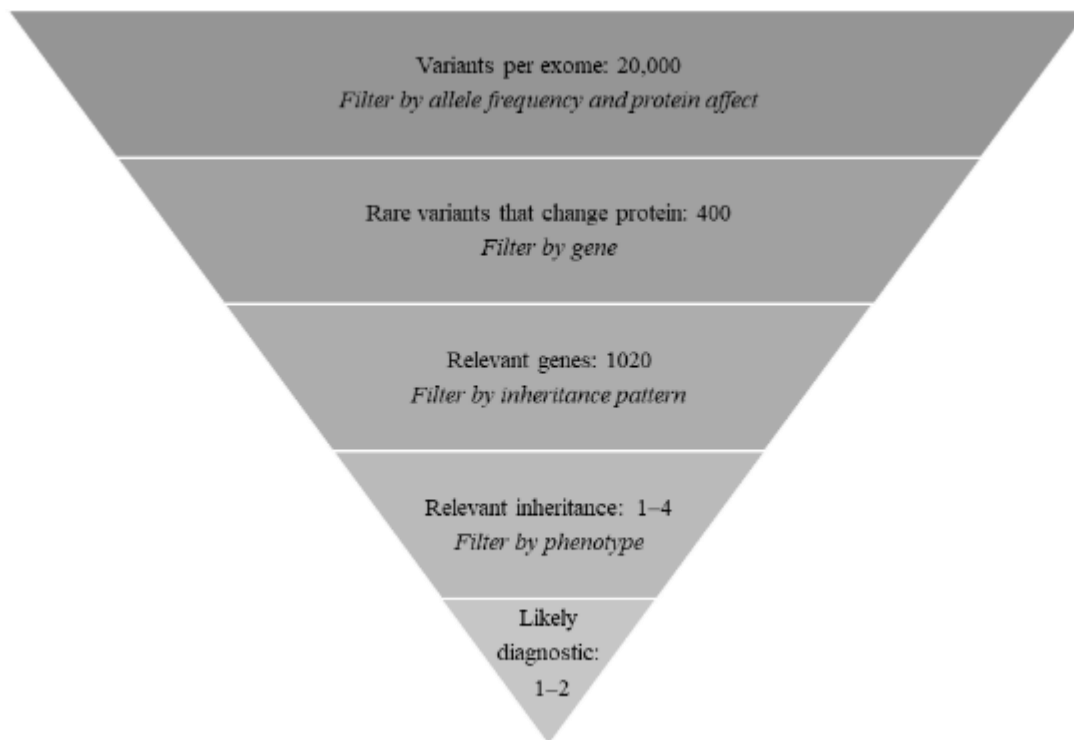 Variants per exome: 20,000
Filter by allele frequency and protein affect
Rare variants that change protein: 400
Filter by gene
Relevant genes: 1020
Filter by inheritance pattern
Relevant inheritance: 1–4
Filter by phenotype
Likely
diagnostic:
1–2